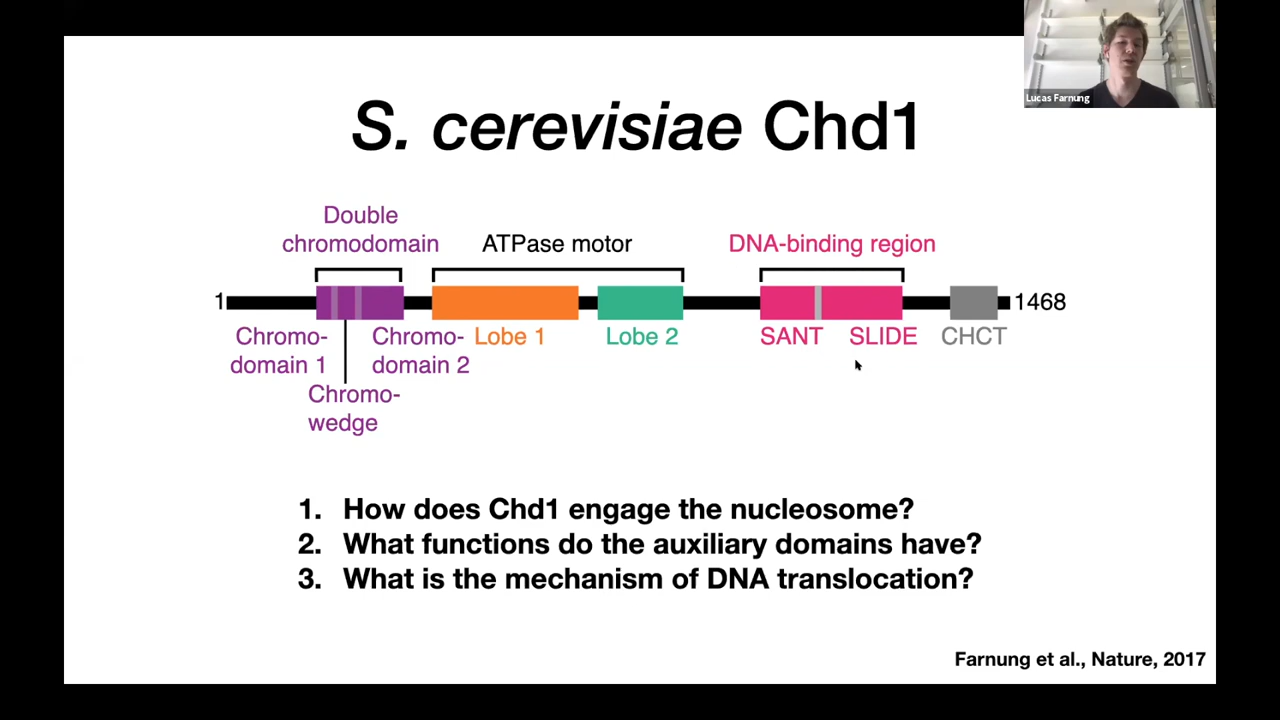 Lucas Farnung
S. cerevisiae Chd1
Double
chromodomain
ATPase motor
DNA-binding region
1
1468
Chromo-
domain 1
Chromo-
domain 2
Lobe 1
Lobe 2
SANT
SLIDE
CHCT
Chromo-
wedge
1. How does Chd1 engage the nucleosome?
2. What functions do the auxiliary domains have?
3. What is the mechanism of DNA translocation?
Farnung et al., Nature, 2017